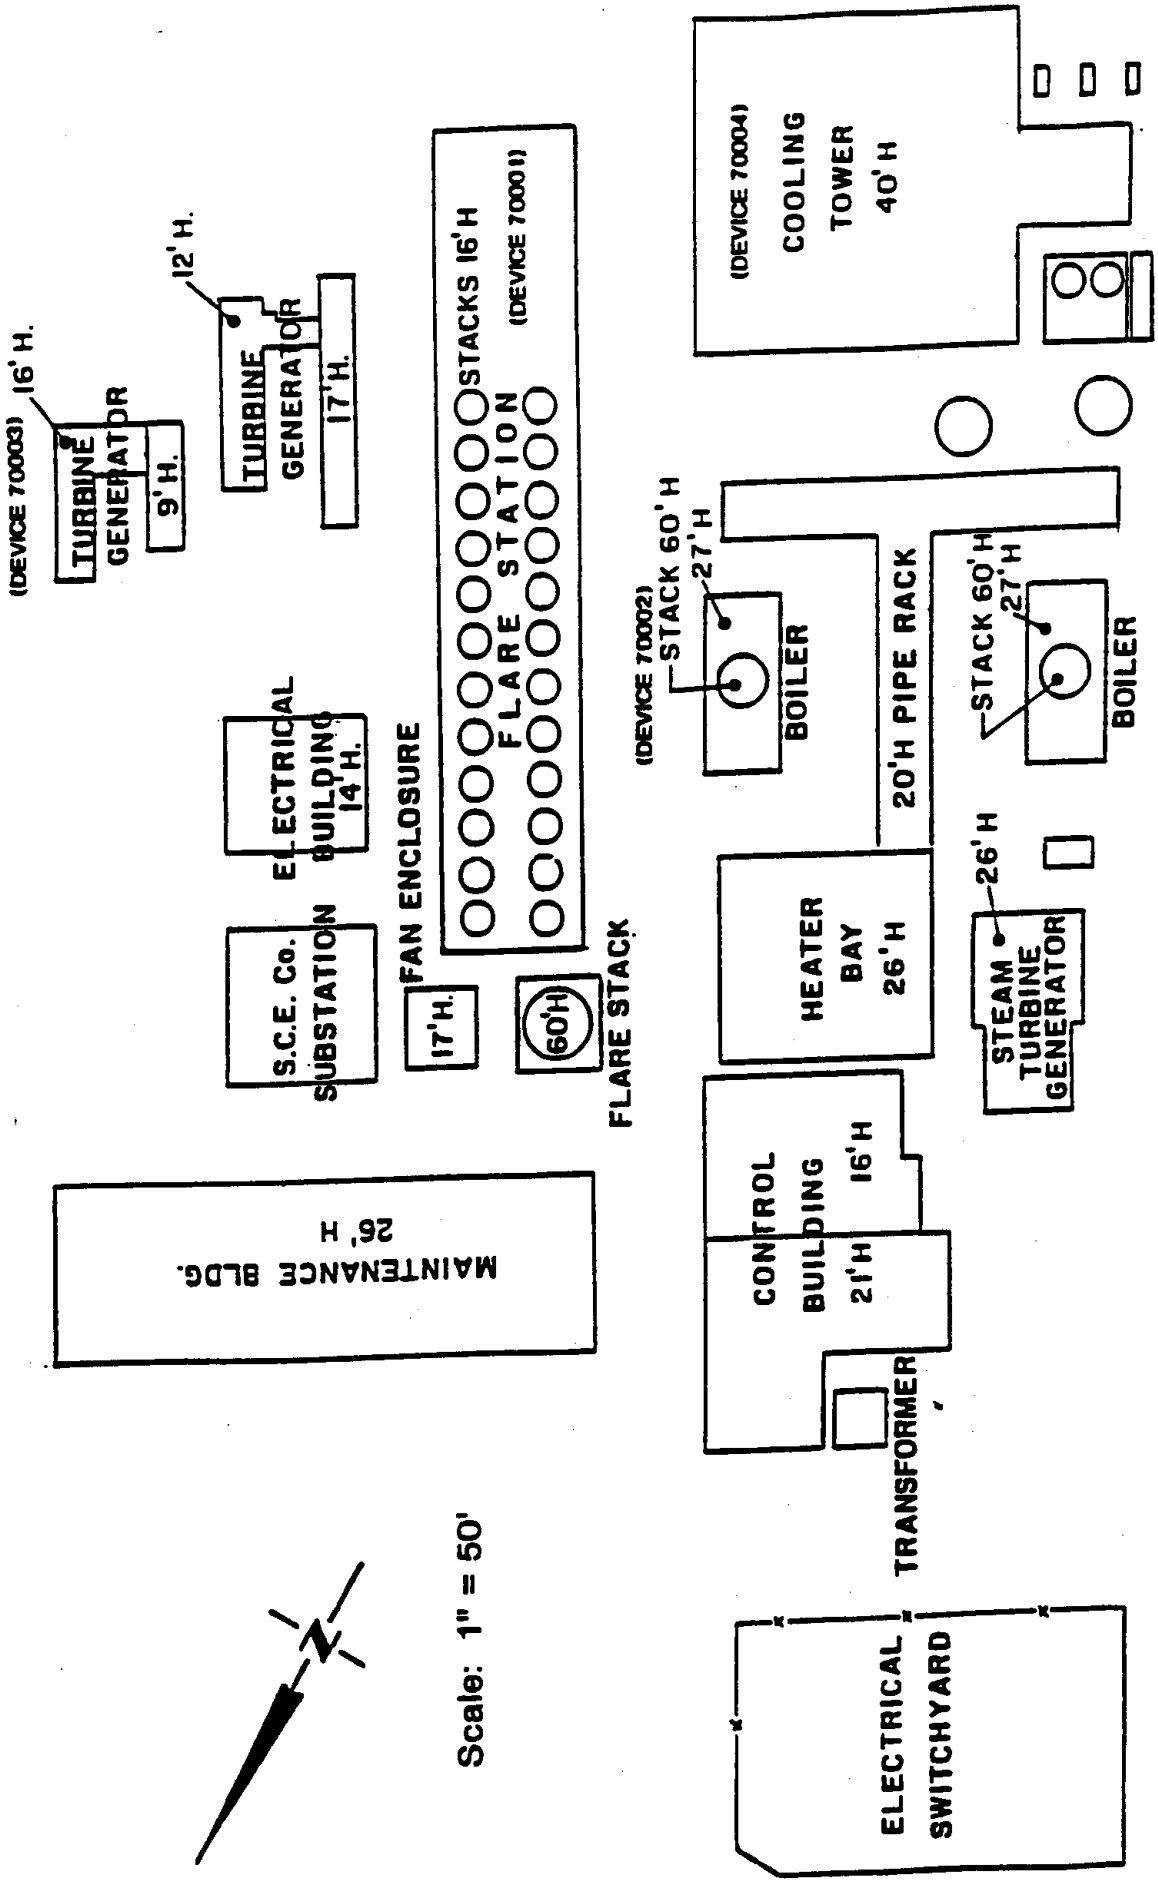 (DEVICE 70003)
16' H.
TURBINE
GENERATOR
9' H.
12' H.
TURBINE
GENERATOR
17' H.
ELECTRICAL
BUILDING
14' H.
S.C.E. Co.
SUBSTATION
FAN ENCLOSURE
17' H.
STACKS 16' H
FLARE STATION
(DEVICE 70001)
60' H
FLARE STACK
MAINTENANCE BLDG.
26' H
N
Scale: 1" = 50'
(DEVICE 70004)
COOLING
TOWER
40' H
(DEVICE 70002)
STACK 60' H
27' H
BOILER
20' H PIPE RACK
STACK 60' H
27' H
BOILER
HEATER
BAY
26' H
26' H
STEAM
TURBINE
GENERATOR
CONTROL
BUILDING
21' H
16' H
TRANSFORMER
ELECTRICAL
SWITCHYARD